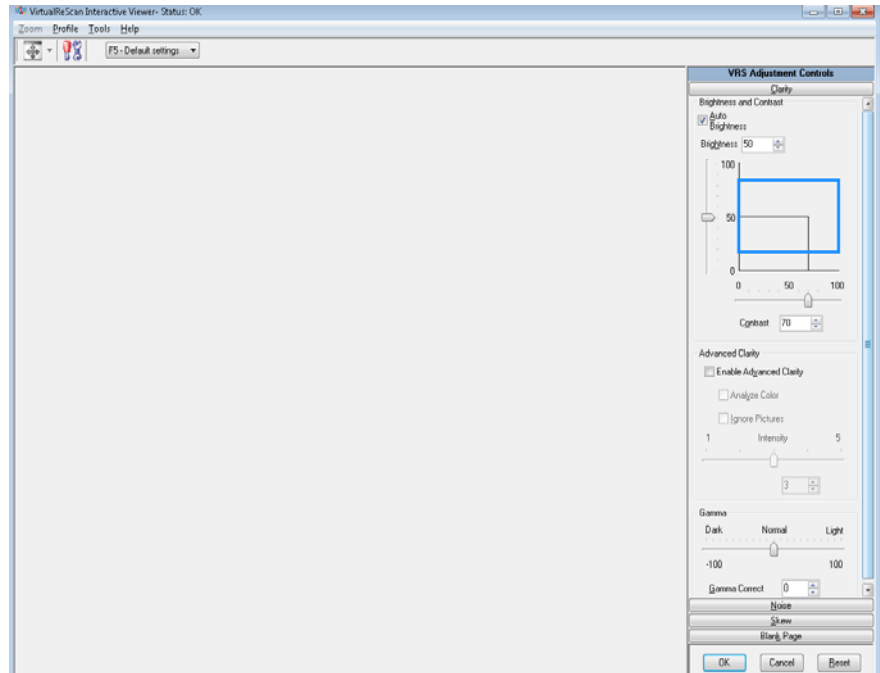 VirtualReScan Interactive Viewer- Status: OK
Zoom Profile Tools Help
F5 - Default settings
VRS Adjustment Controls
Clarity
Brightness and Contrast
Auto
Brightness
Brightness 50
100
50
0
0 50 100
Contrast 70
Advanced Clarity
Enable Advanced Clarity
Analyze Color
Ignore Pictures
1 Intensity 5
3
Gamma
Dark Normal Light
-100 100
Gamma Correct 0
Noise
Skew
Blank Page
OK Cancel Reset